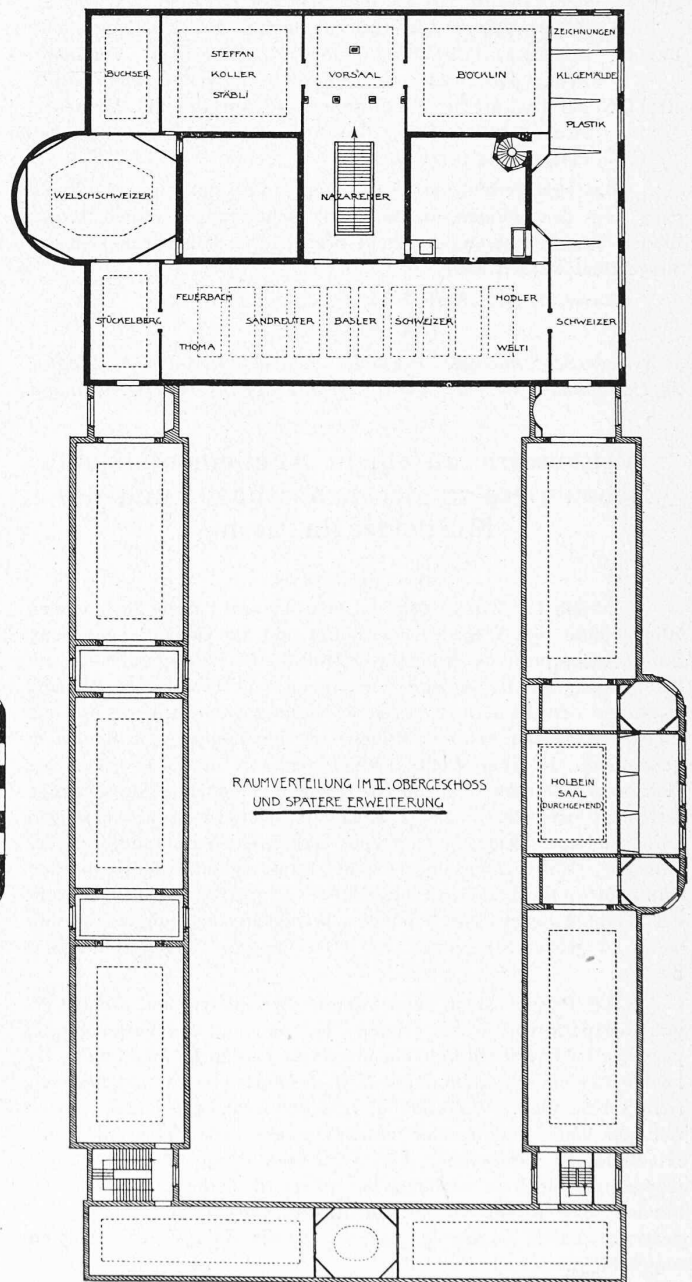 ZEICHNUNGEN
BUCHSER
STEFFAN
KOLLER
STÄBLI
VORSAAL
BÖCKLIN
KL. GEMÄLDE
PLASTIK
WELSCHSCHWEIZER
NAZARENER
FEUERBACH
HODLER
STÜCKELBERG
SANDREUTER
BASLER
SCHWEIZER
SCHWEIZER
THOMA
WELTI
RAUMVERTEILUNG IM II. OBERGESCHOSS
UND SPÄTERE ERWEITERUNG
HOLBEIN
SAAL
(DURCHGEHEND)